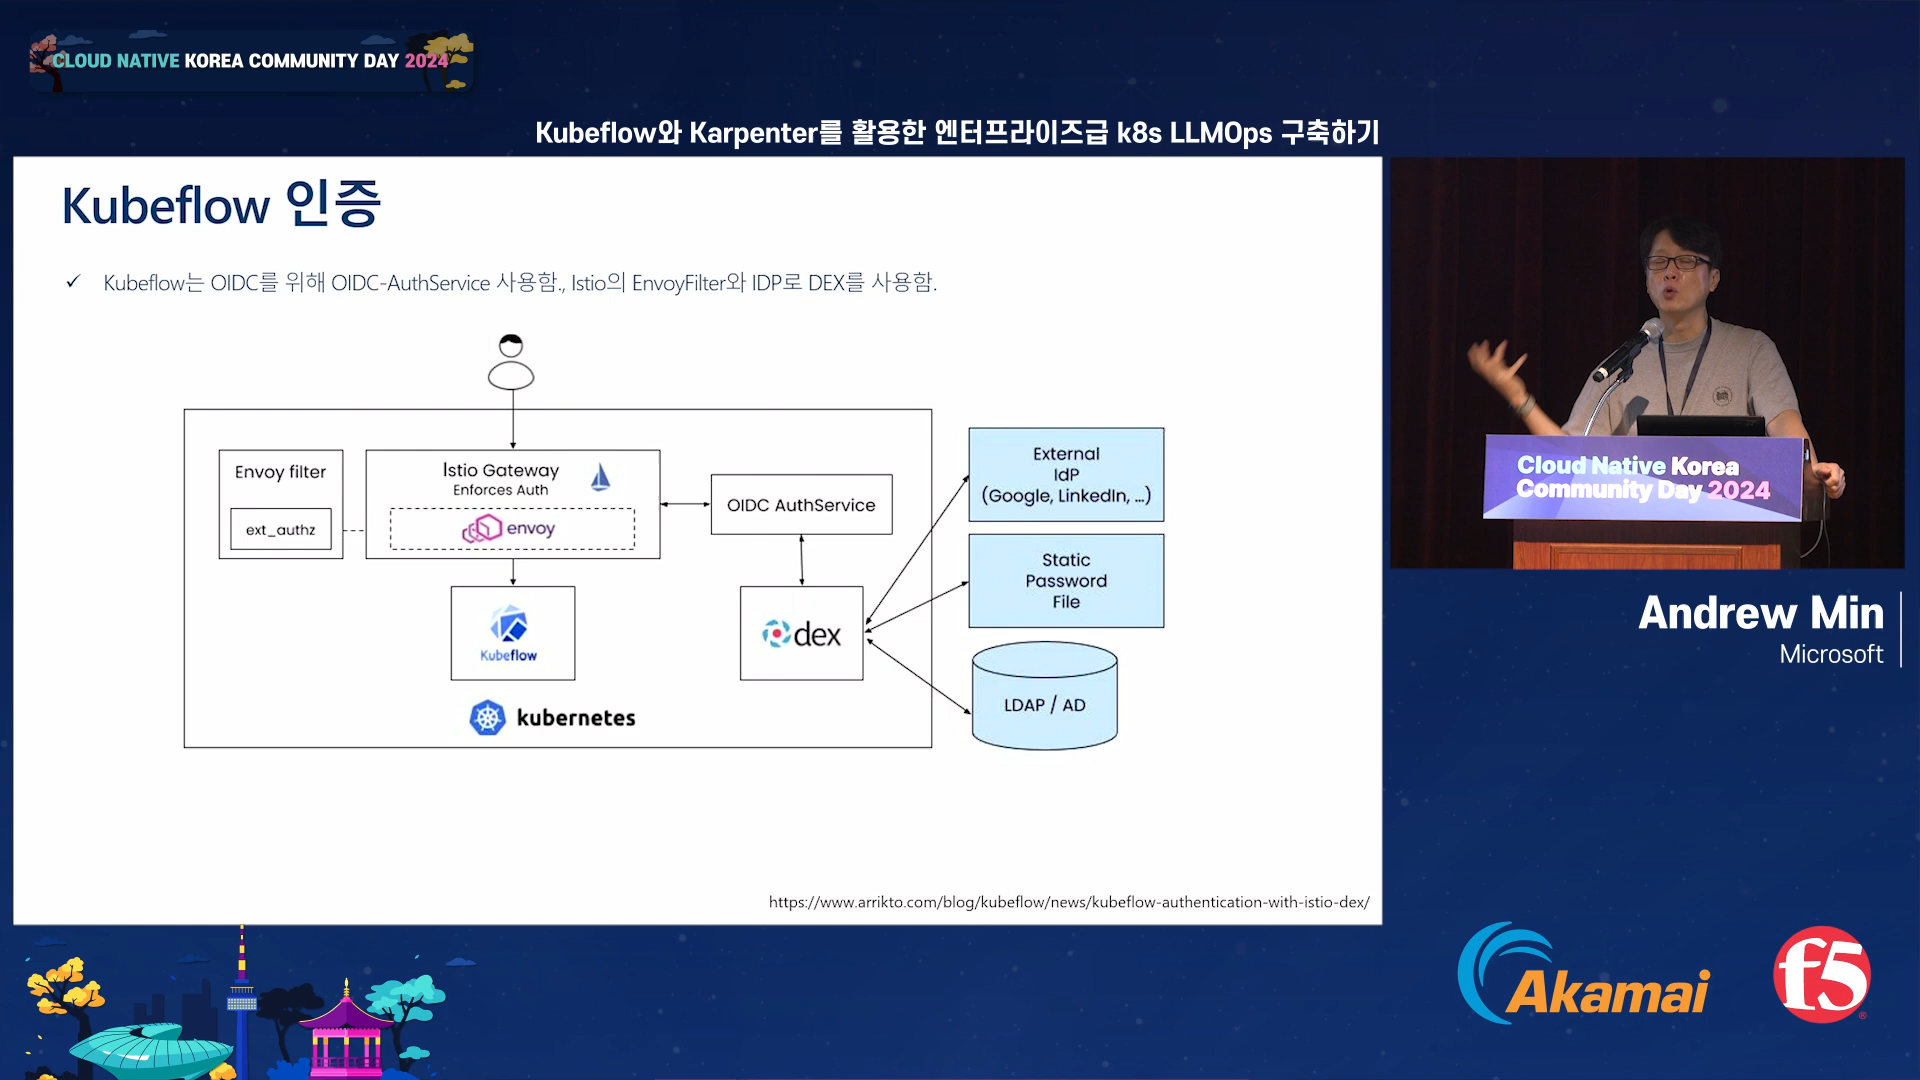 CLOUD NATIVE KOREA COMMUNITY DAY 2024
Kubeflow와 Karpenter를 활용한 엔터프라이즈급 k8s LLMOps 구축하기
Kubeflow 인증
✓ Kubeflow는 OIDC를 위해 OIDC-AuthService 사용함., Istio의 EnvoyFilter와 IDP로 DEX를 사용함.
Envoy filter
ext_authz
Istio Gateway
Enforces Auth
envoy
OIDC AuthService
External
IdP
(Google, LinkedIn, ...)
Static
Password
File
Kubeflow
dex
LDAP / AD
kubernetes
https://www.arrikto.com/blog/kubeflow/news/kubeflow-authentication-with-istio-dex/
Cloud Native Korea
Community Day 2024
Andrew Min
Microsoft
Akamai
f5